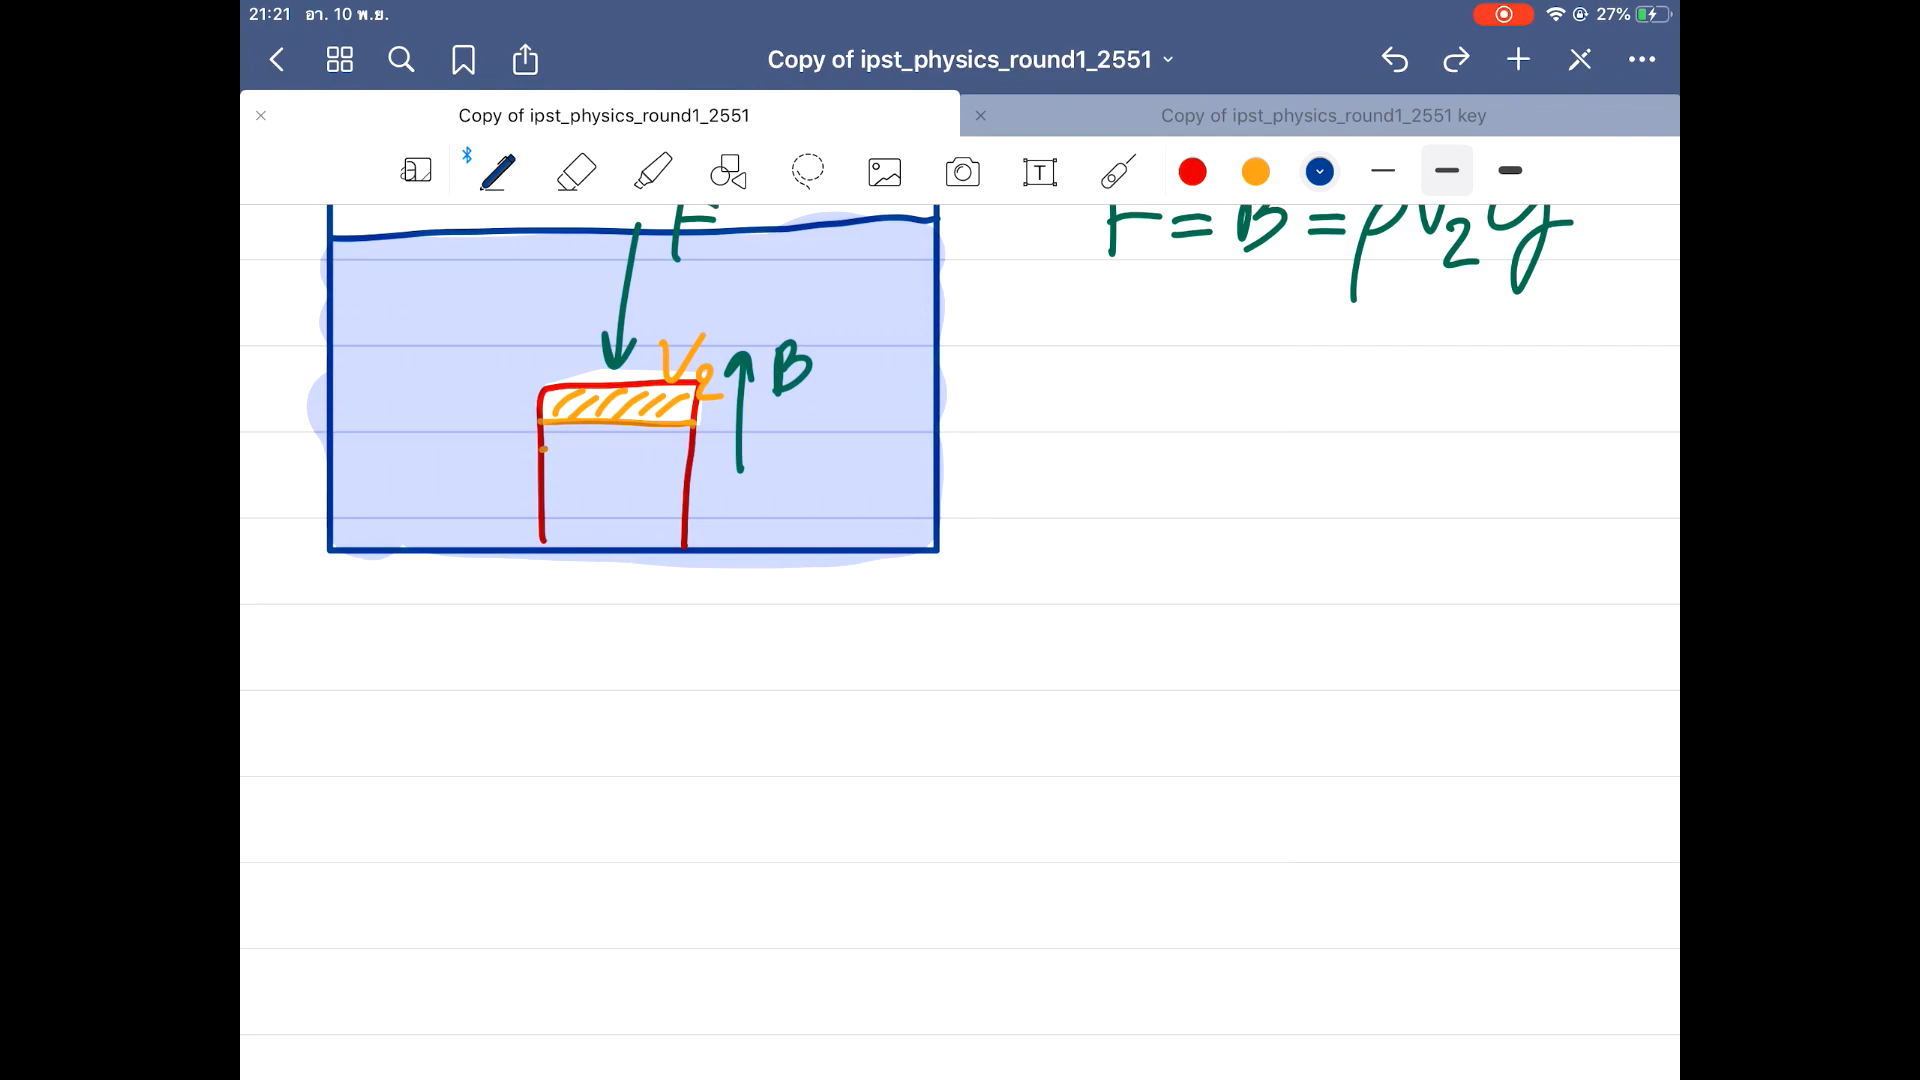 21:21 อา. 10 พ.ย.
27%
Copy of ipst_physics_round1_2551
Copy of ipst_physics_round1_2551
Copy of ipst_physics_round1_2551 key
T
F
F = B = ρV₂g
V₂
B